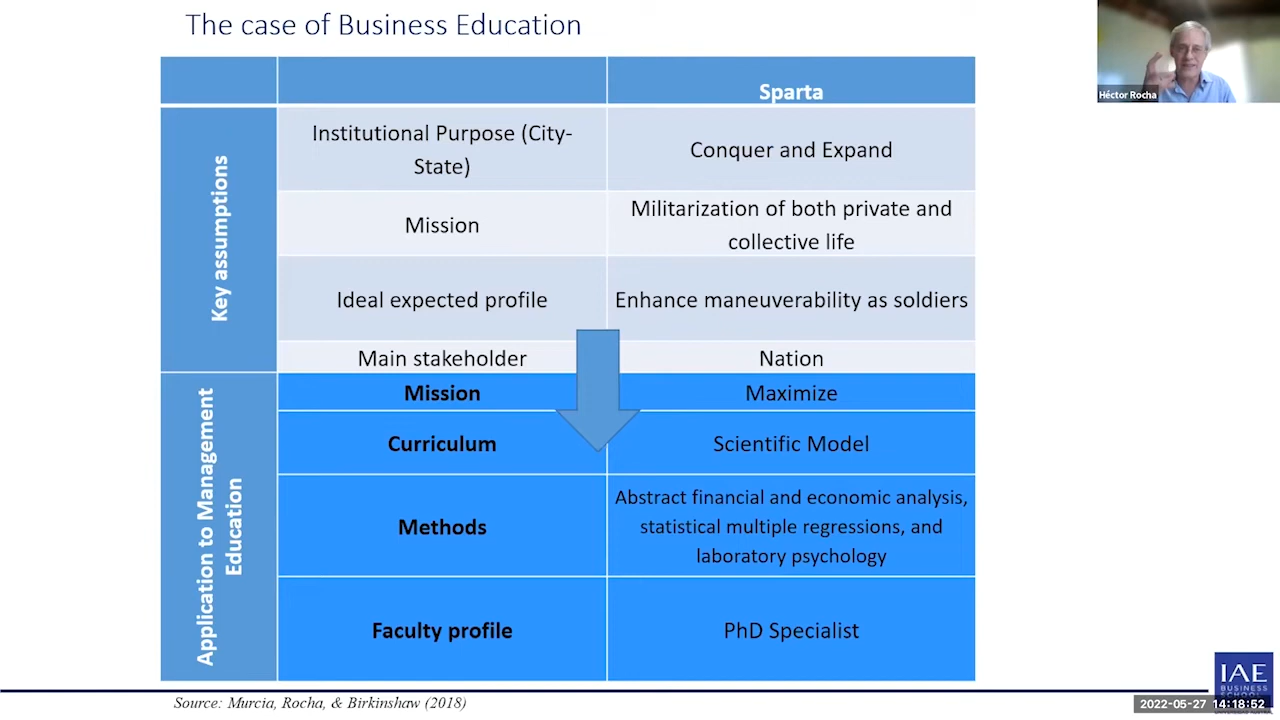 The case of Business Education
Héctor Rocha
Sparta
Key assumptions
Institutional Purpose (City-
State)
Conquer and Expand
Mission
Militarization of both private and
collective life
Ideal expected profile
Enhance maneuverability as soldiers
Main stakeholder
Nation
Application to Management
Education
Mission
Maximize
Curriculum
Scientific Model
Methods
Abstract financial and economic analysis,
statistical multiple regressions, and
laboratory psychology
Faculty profile
PhD Specialist
Source: Murcia, Rocha, & Birkinshaw (2018)
IAE
BUSINESS
SCHOOL
2022-05-27 14:18:52